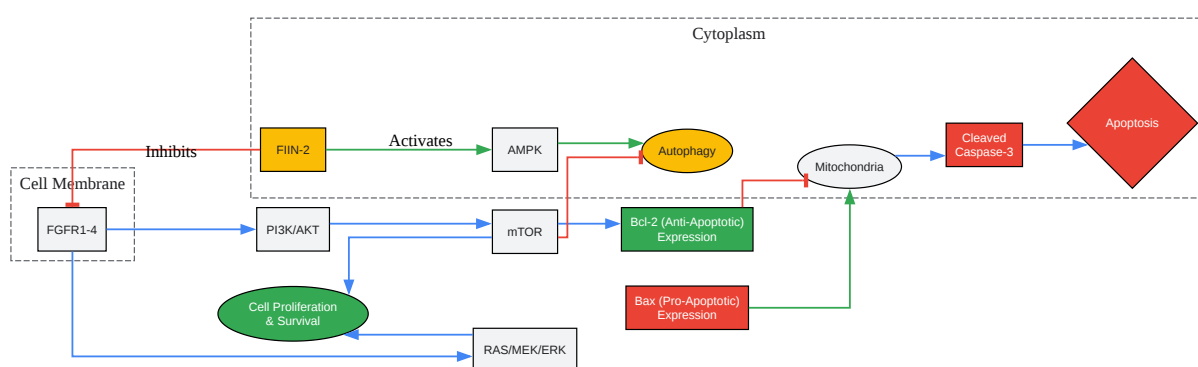 Cytoplasm
Inhibits
FIIN-2
Activates
AMPK
Autophagy
Mitochondria
Cleaved
Caspase-3
Apoptosis
Cell Membrane
FGFR1-4
PI3K/AKT
mTOR
Bcl-2 (Anti-Apoptotic)
Expression
Bax (Pro-Apoptotic)
Expression
Cell Proliferation
& Survival
RAS/MEK/ERK